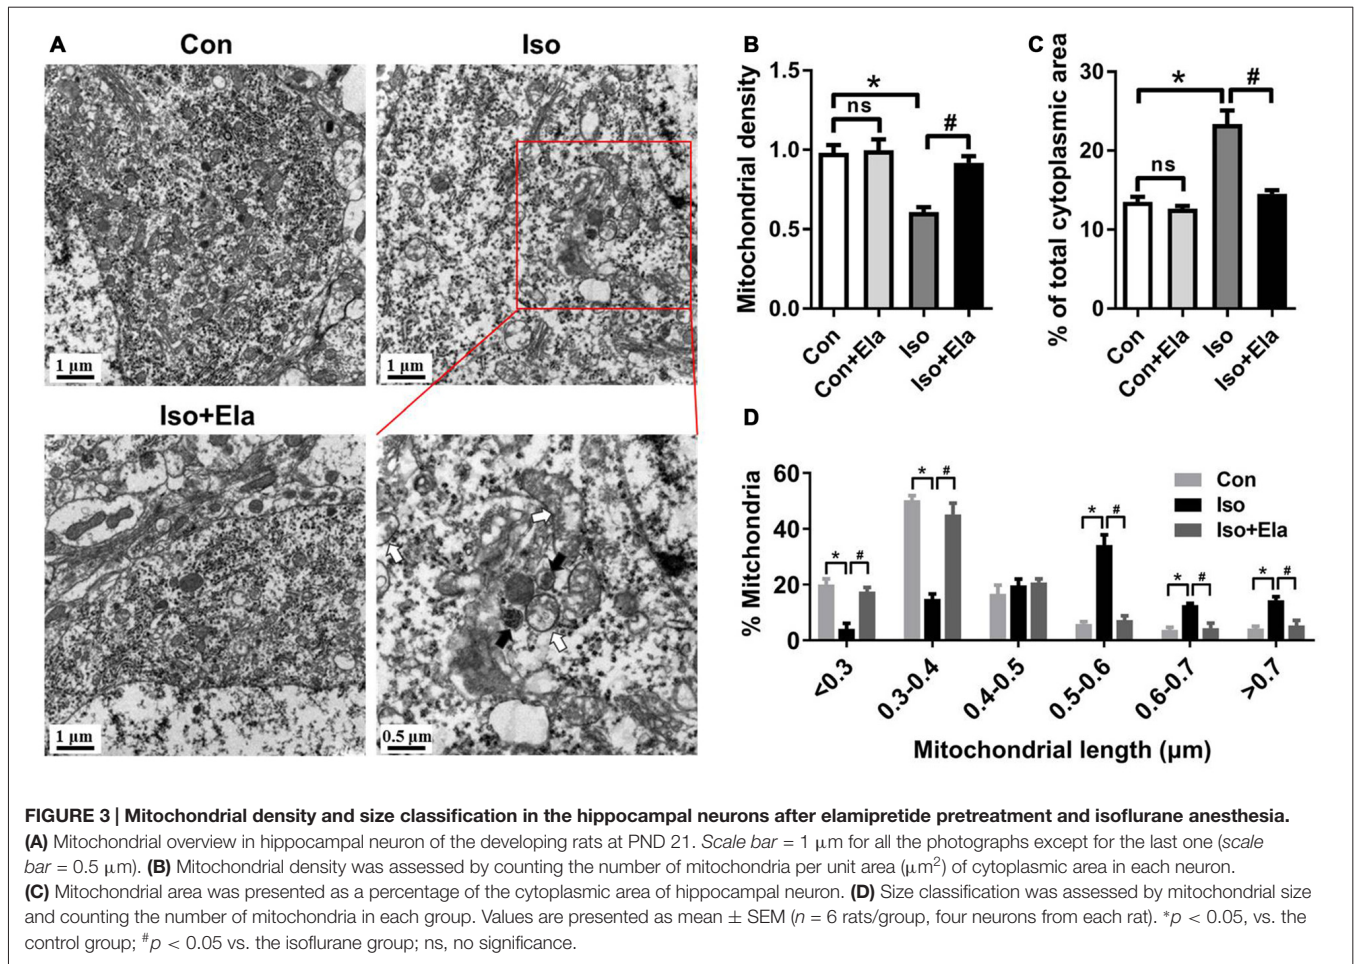 A
Con
Iso
1 µm
1 µm
Iso+Ela
1 µm
0.5 µm
B
Mitochondrial density
1.5
1.0
0.5
0.0
*
ns
#
Con
Con+Ela
Iso
Iso+Ela
C
% of total cytoplasmic area
30
20
10
0
*
ns
#
Con
Con+Ela
Iso
Iso+Ela
D
% Mitchondria
60
40
20
0
* #
* #
* #
* #
* #
Con
Iso
Iso+Ela
<0.3
0.3-0.4
0.4-0.5
0.5-0.6
0.6-0.7
>0.7
Mitochondrial length (µm)
FIGURE 3 | Mitochondrial density and size classification in the hippocampal neurons after elamipretide pretreatment and isoflurane anesthesia.
(A) Mitochondrial overview in hippocampal neuron of the developing rats at PND 21. Scale bar = 1 µm for all the photographs except for the last one (scale
bar = 0.5 µm). (B) Mitochondrial density was assessed by counting the number of mitochondria per unit area (µm²) of cytoplasmic area in each neuron.
(C) Mitochondrial area was presented as a percentage of the cytoplasmic area of hippocampal neuron. (D) Size classification was assessed by mitochondrial size
and counting the number of mitochondria in each group. Values are presented as mean ± SEM (n = 6 rats/group, four neurons from each rat). *p < 0.05, vs. the
control group; #p < 0.05 vs. the isoflurane group; ns, no significance.